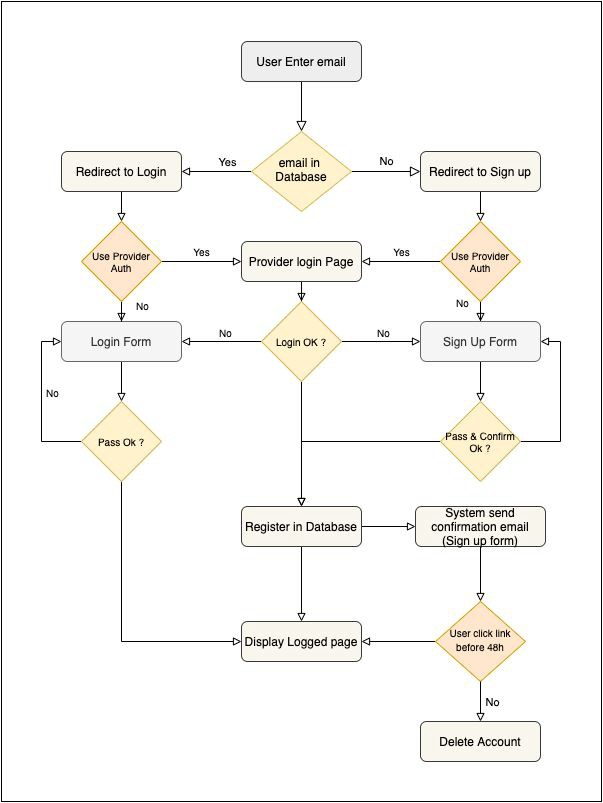 User Enter email
email in
Database
Yes
No
Redirect to Login
Redirect to Sign up
Use Provider
Auth
Yes
Provider login Page
Yes
Use Provider
Auth
No
No
Login Form
No
Login OK ?
No
Sign Up Form
No
Pass Ok ?
Pass & Confirm
Ok ?
Register in Database
System send
confirmation email
(Sign up form)
Display Logged page
User click link
before 48h
No
Delete Account